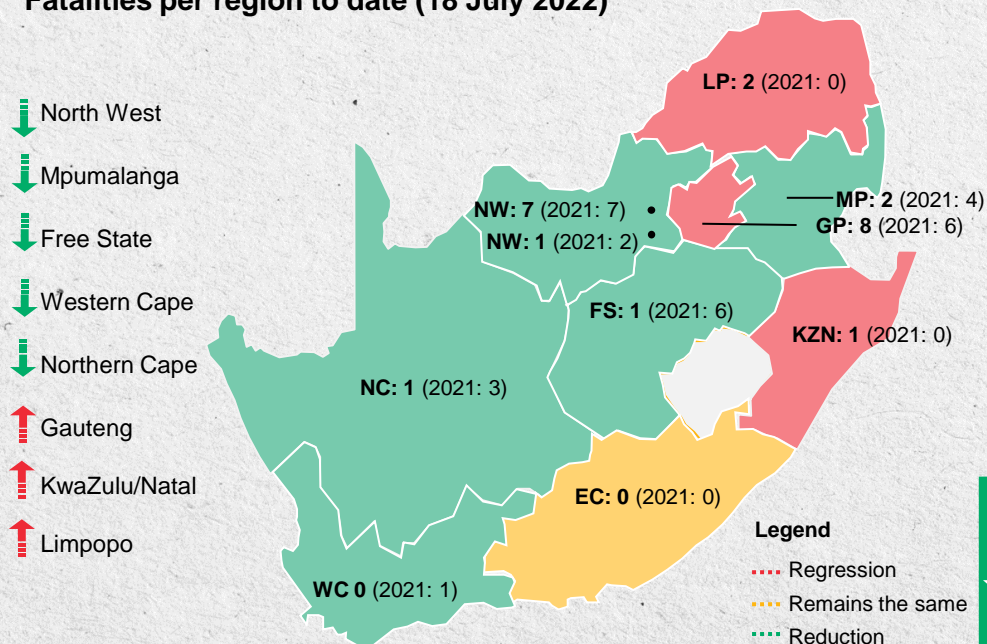 Fatalities per region to date (18 July 2022)
North West
Mpumalanga
Free State
Western Cape
Northern Cape
Gauteng
KwaZulu/Natal
Limpopo
LP: 2 (2021: 0)
NW: 7 (2021: 7)
NW: 1 (2021: 2)
MP: 2 (2021: 4)
GP: 8 (2021: 6)
FS: 1 (2021: 6)
KZN: 1 (2021: 0)
NC: 1 (2021: 3)
EC: 0 (2021: 0)
WC 0 (2021: 1)
Legend
Regression
Remains the same
Reduction